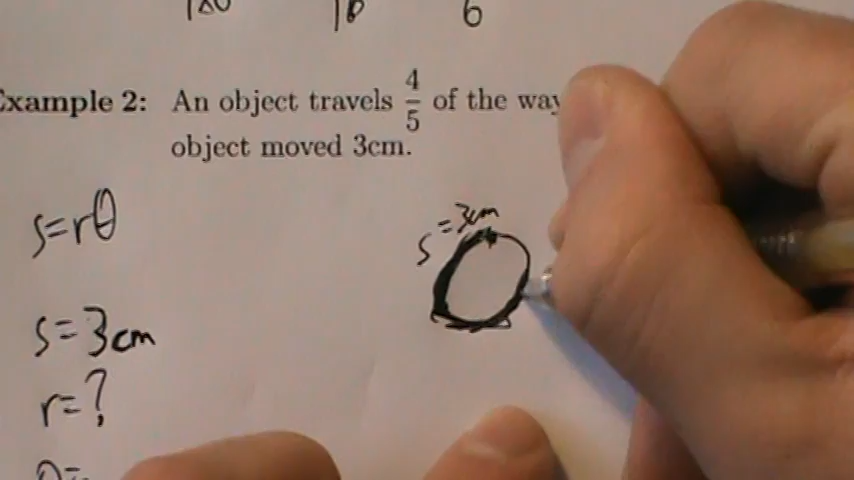 180 18 6
Example 2: An object travels 4/5 of the way
object moved 3cm.
s=rθ
s=3cm
s=3cm
r=?
θ=